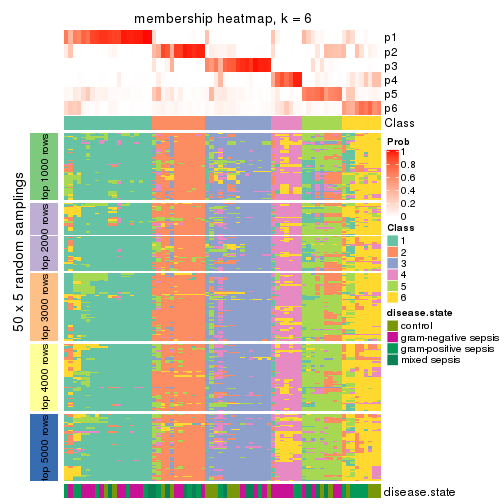 membership heatmap, k = 6
p1
p2
p3
p4
p5
p6
Class
50 x 5 random samplings
top 1000 rows
top 2000 rows
top 3000 rows
top 4000 rows
top 5000 rows
Prob
1
0.8
0.6
0.4
0.2
0
Class
1
2
3
4
5
6
disease.state
control
gram-negative sepsis
gram-positive sepsis
mixed sepsis
disease.state